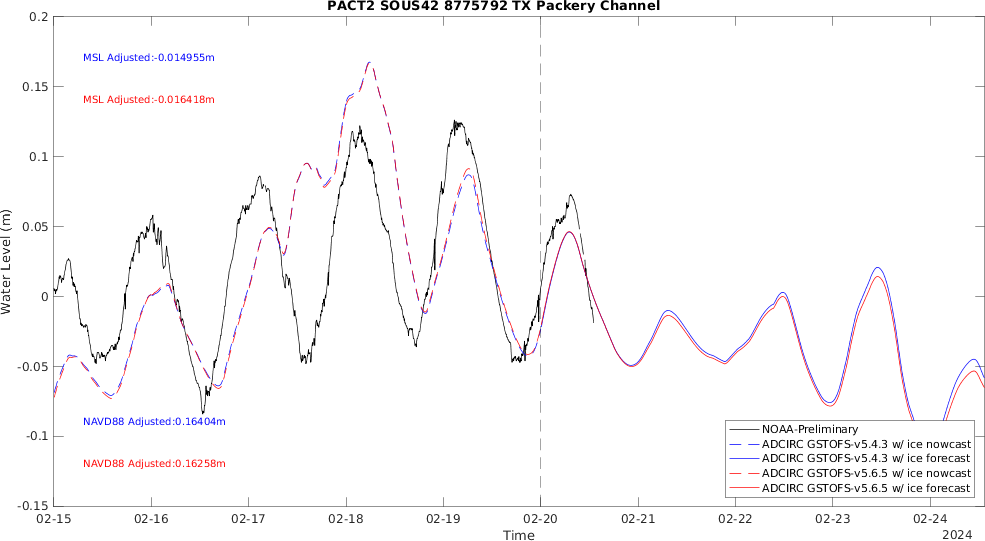 PACT2 SOUS42 8775792 TX Packery Channel
0.2
0.15
0.1
0.05
0
-0.05
-0.1
-0.15
Water Level (m)
MSL Adjusted:-0.014955m
MSL Adjusted:-0.016418m
NAVD88 Adjusted:0.16404m
NAVD88 Adjusted:0.16258m
NOAA-Preliminary
ADCIRC GSTOFS-v5.4.3 w/ ice nowcast
ADCIRC GSTOFS-v5.4.3 w/ ice forecast
ADCIRC GSTOFS-v5.6.5 w/ ice nowcast
ADCIRC GSTOFS-v5.6.5 w/ ice forecast
02-15 02-16 02-17 02-18 02-19 02-20 02-21 02-22 02-23 02-24
Time
2024